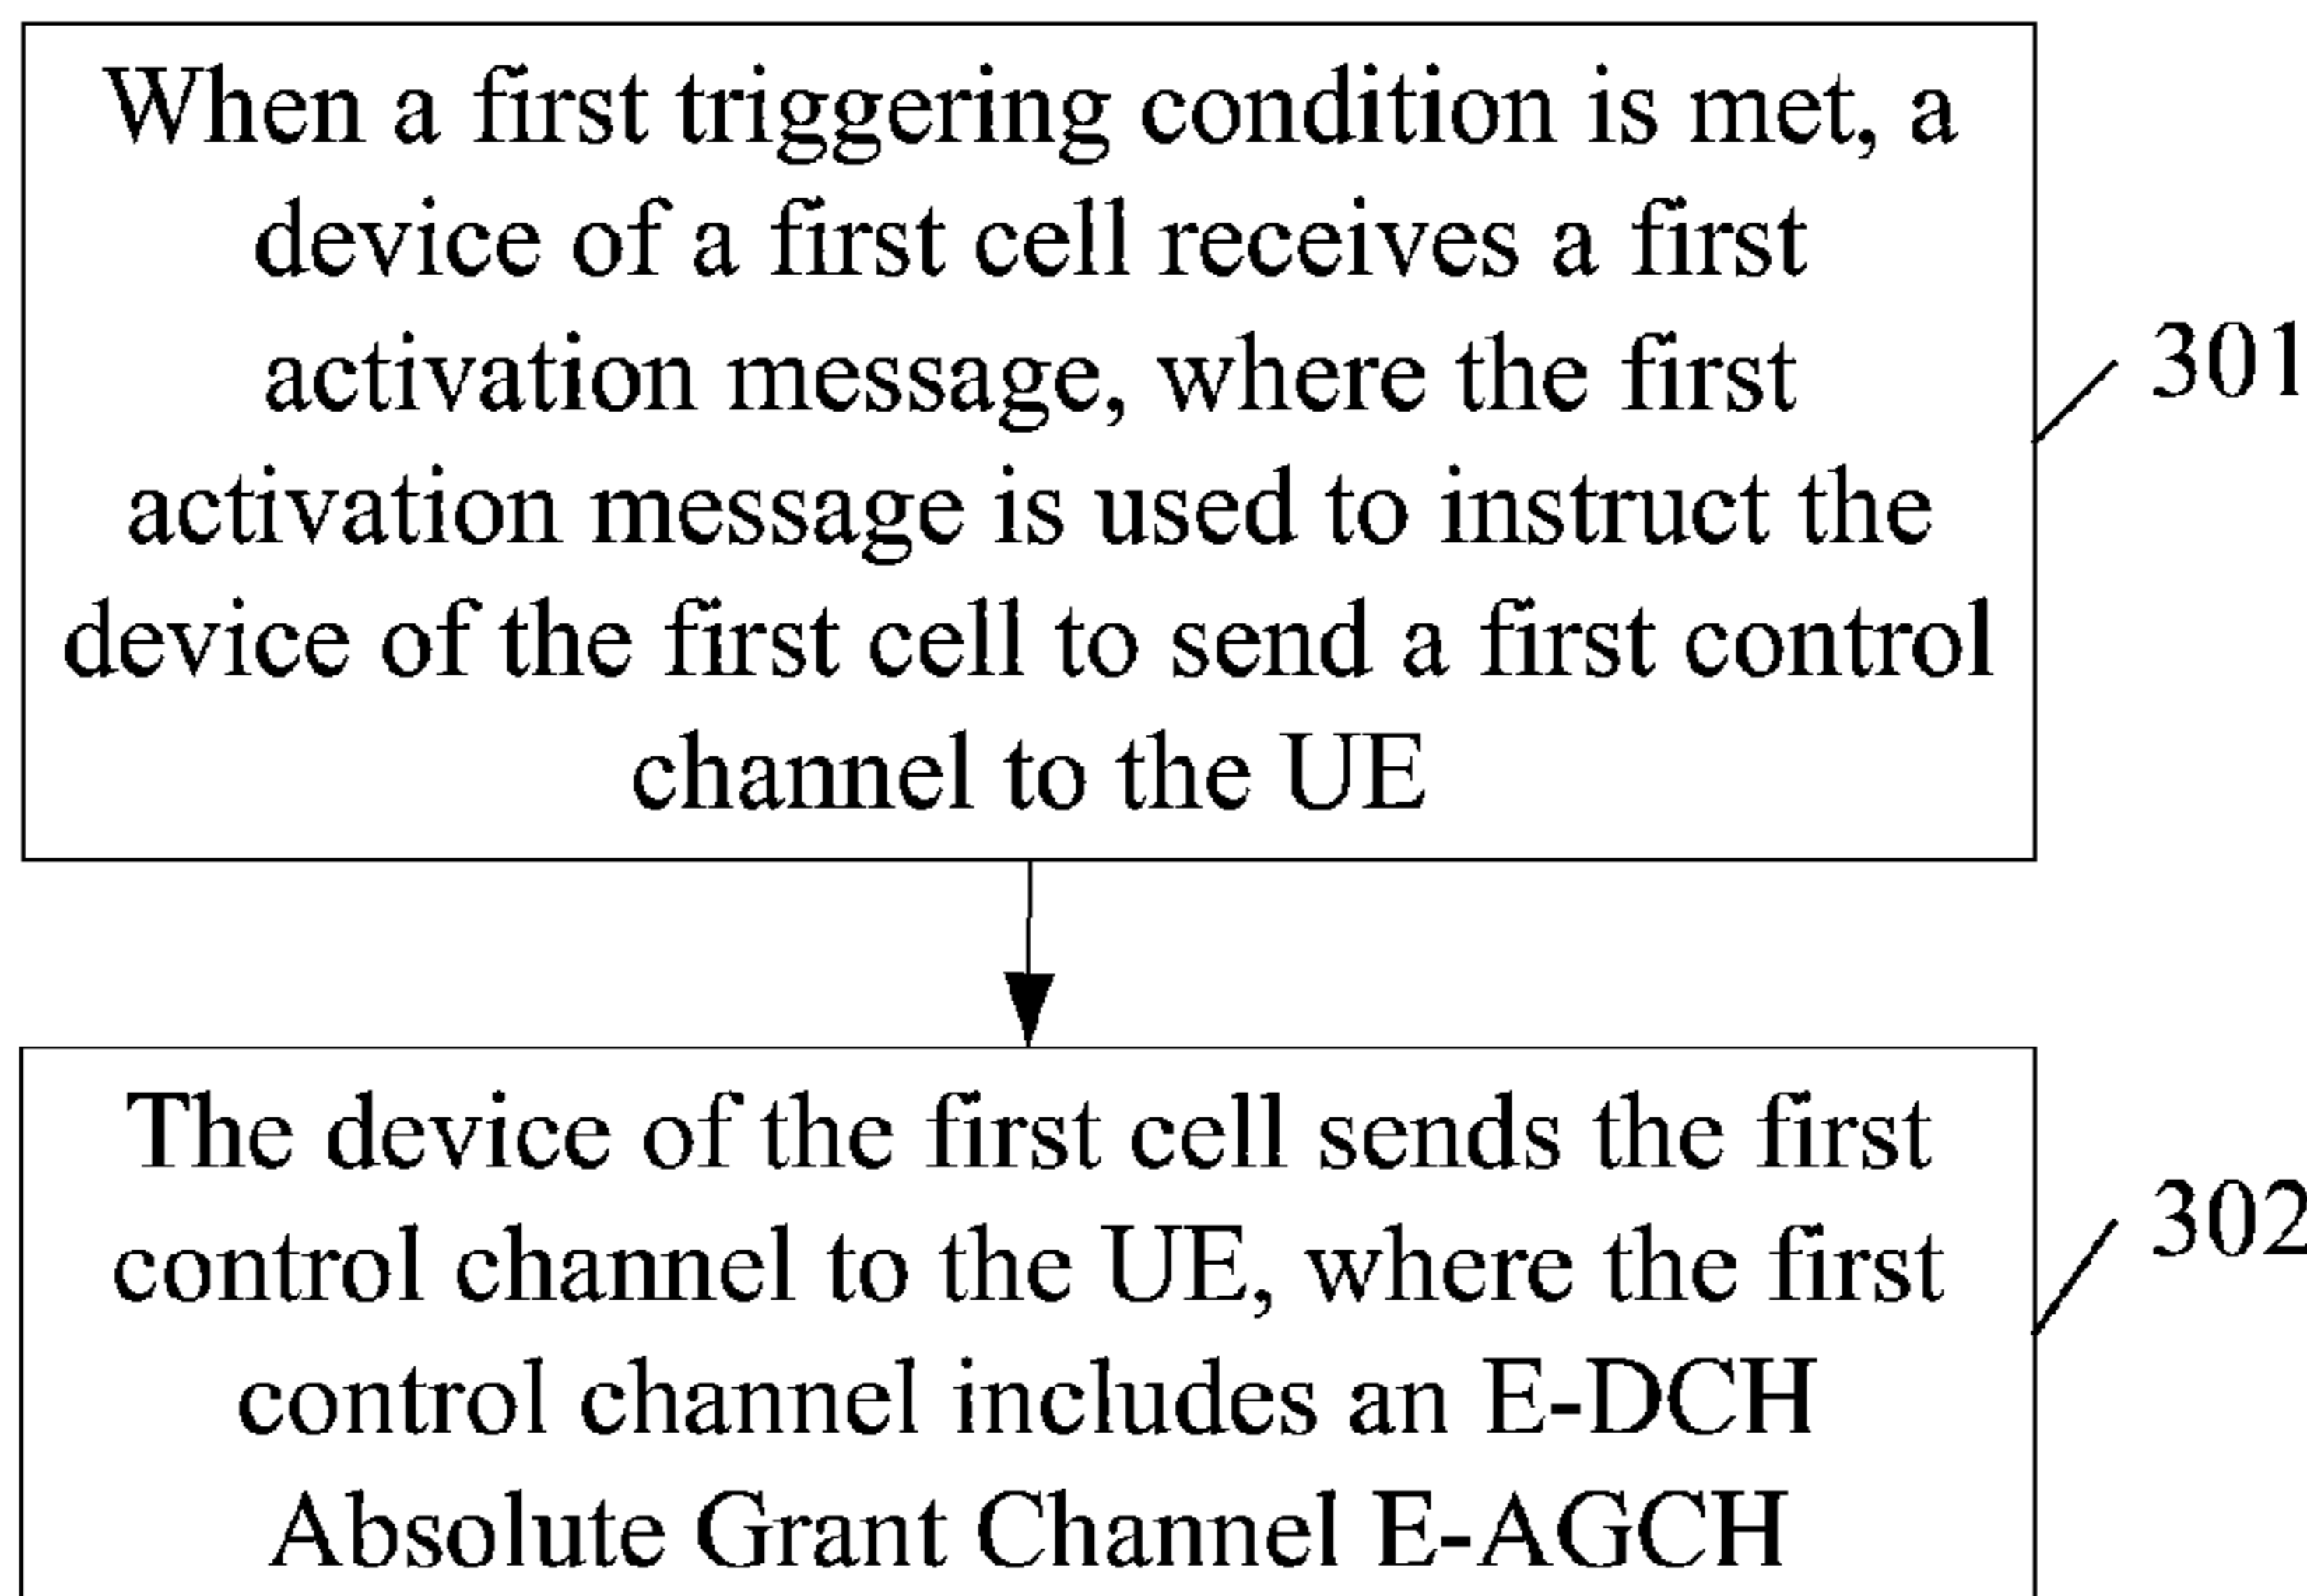 When a first triggering condition is met, a
device of a first cell receives a first
activation message, where the first
activation message is used to instruct the
device of the first cell to send a first control
channel to the UE
301
The device of the first cell sends the first
control channel to the UE, where the first
control channel includes an E-DCH
Absolute Grant Channel E-AGCH
302